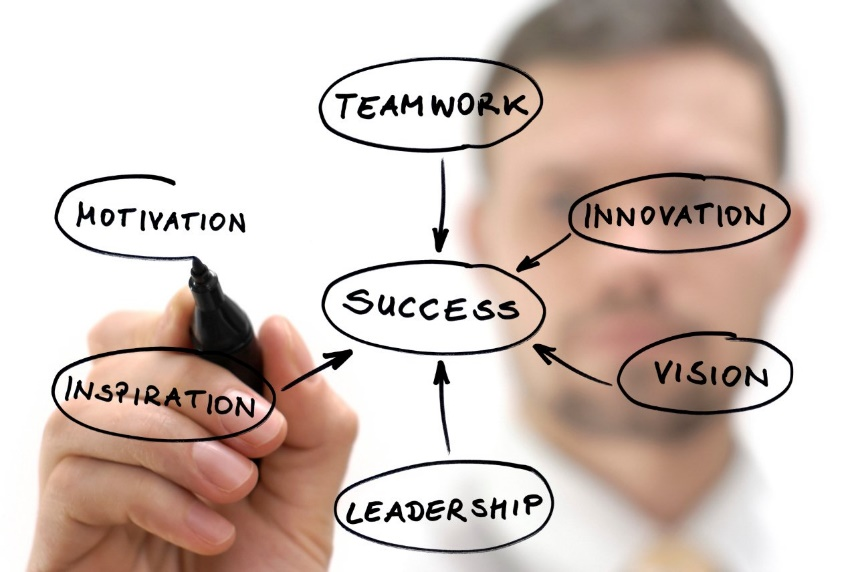 TEAMWORK
MOTIVATION
INNOVATION
SUCCESS
INSPIRATION
VISION
LEADERSHIP